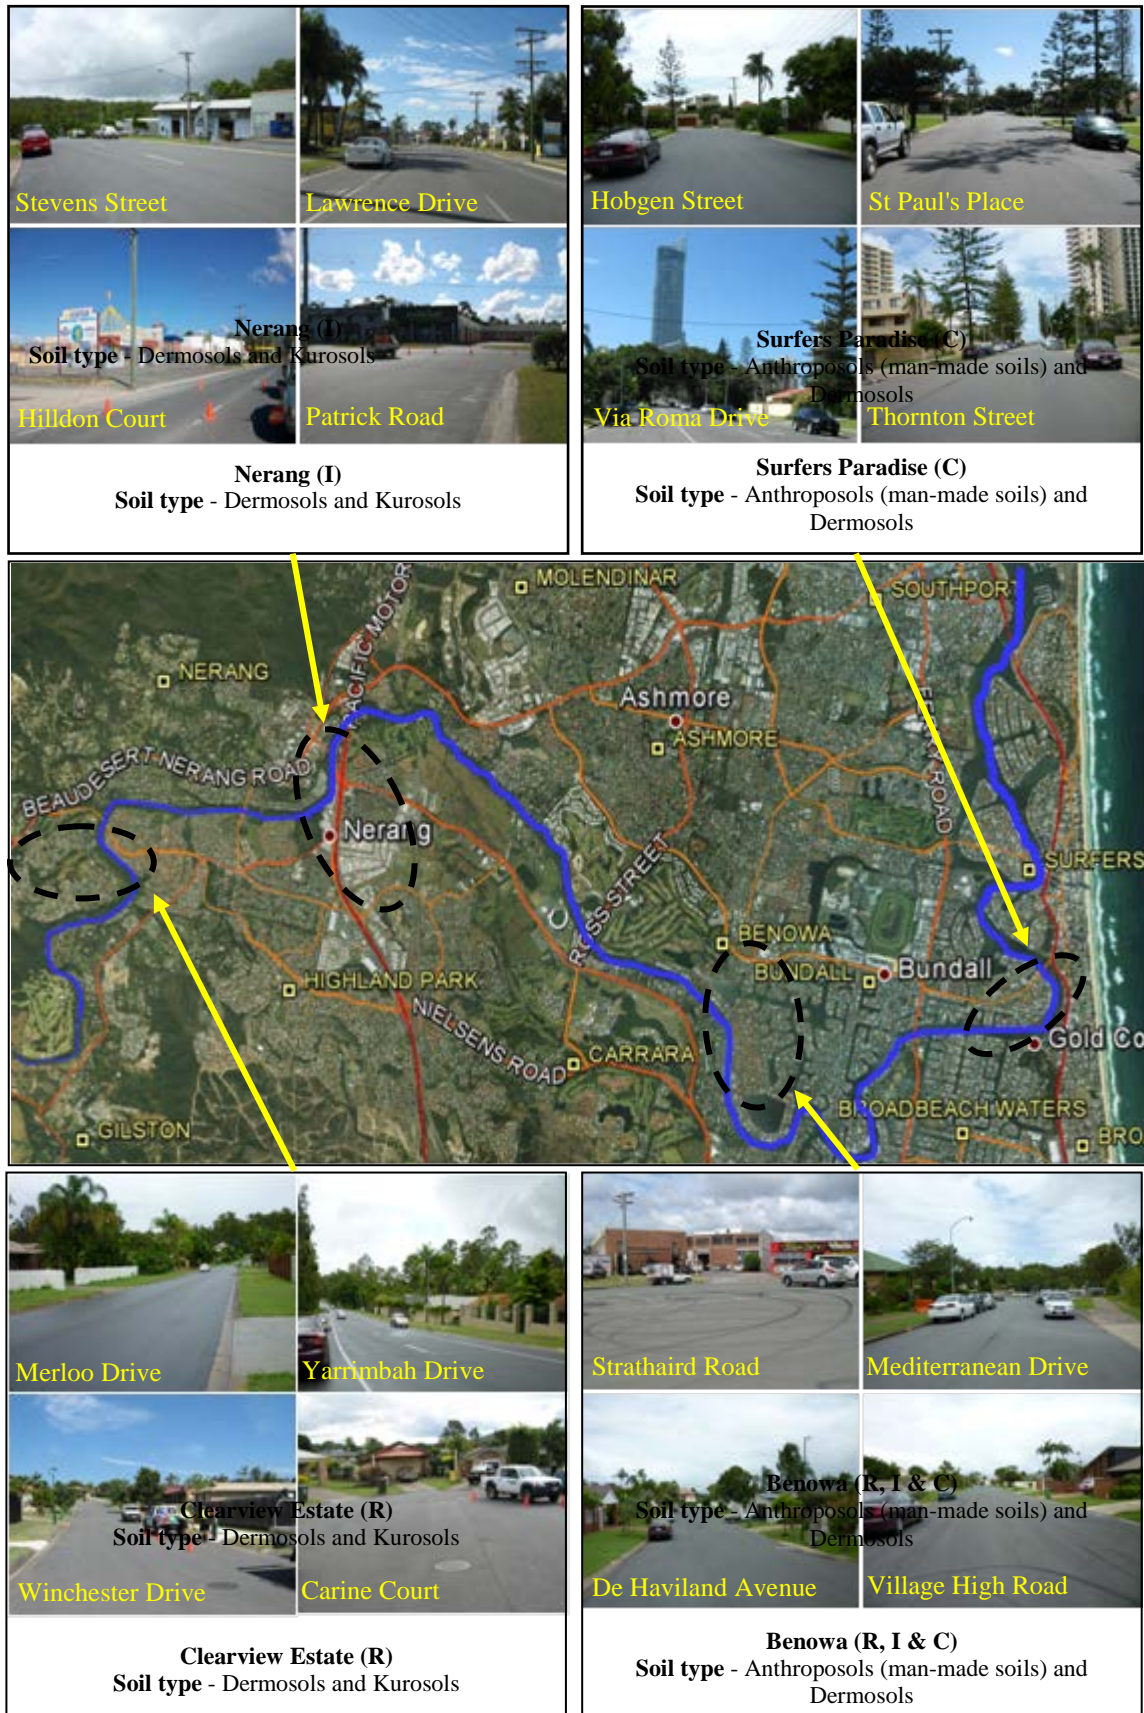 Stevens Street
Lawrence Drive
Hilldon Court
Patrick Road
Nerang (I)
Soil type - Dermosols and Kurosols
Nerang (I)
Soil type - Dermosols and Kurosols
Hobgen Street
St Paul's Place
Via Roma Drive
Thornton Street
Surfers Paradise (C)
Soil type - Anthroposols (man-made soils) and
Dermosols
Surfers Paradise (C)
Soil type - Anthroposols (man-made soils) and
Dermosols
MOLENDINAR
SOUTHPORT
PACIFIC MOTOR
NERANG
Ashmore
ASHMORE
FERRY ROAD
BEAUDESERT-NERANG ROAD
Nerang
ROSS STREET
SURFERS
BENOWA
BUNDALL
Bundall
HIGHLAND PARK
NIELSENS ROAD
CARRARA
Gold Co
BROADBEACH WATERS
GILSTON
BRO
Merloo Drive
Yarrimbah Drive
Winchester Drive
Carine Court
Clearview Estate (R)
Soil type - Dermosols and Kurosols
Clearview Estate (R)
Soil type - Dermosols and Kurosols
Strathaird Road
Mediterranean Drive
De Haviland Avenue
Village High Road
Benowa (R, I & C)
Soil type - Anthroposols (man-made soils) and
Dermosols
Benowa (R, I & C)
Soil type - Anthroposols (man-made soils) and
Dermosols